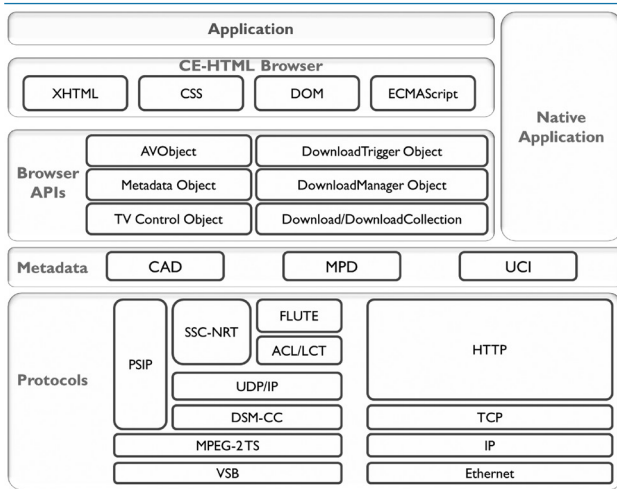 Application
CE-HTML Browser
XHTML
CSS
DOM
ECMAScript
Native
Application
Browser
APIs
AVObject
DownloadTrigger Object
Metadata Object
DownloadManager Object
TV Control Object
Download/DownloadCollection
Metadata
CAD
MPD
UCI
Protocols
PSIP
SSC-NRT
FLUTE
ACL/LCT
UDP/IP
DSM-CC
MPEG-2 TS
VSB
HTTP
TCP
IP
Ethernet